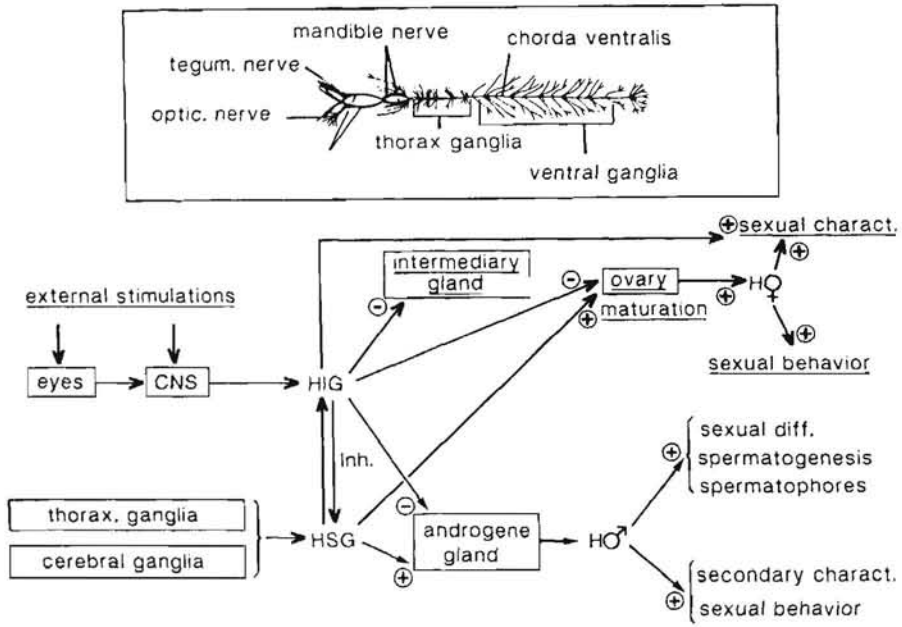 mandible nerve
chorda ventralis
tegum. nerve
optic. nerve
thorax ganglia
ventral ganglia
⊕ sexual charact.
intermediary
gland
⊖
⊖
ovary
⊕ maturation
⊕
H♀
⊕
⊕
sexual behavior
external stimulations
eyes
CNS
HIG
Inh.
thorax. ganglia
cerebral ganglia
HSG
⊖
⊕
androgene
gland
H♂
⊕
sexual diff.
spermatogenesis
spermatophores
⊕
secondary charact.
sexual behavior